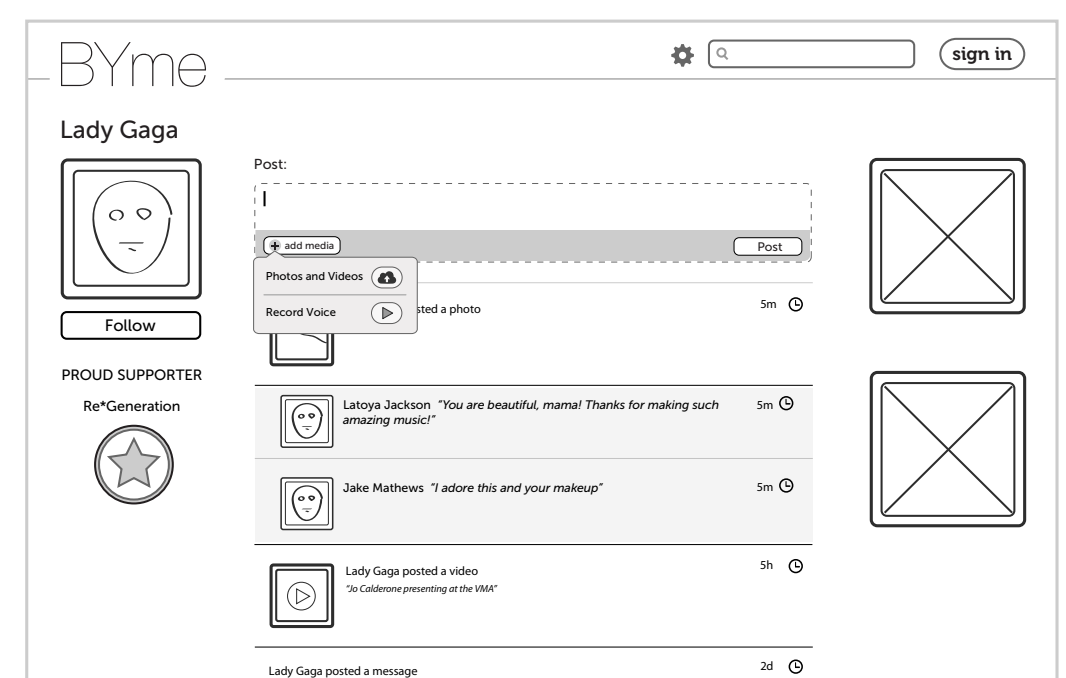 BYme
sign in
Lady Gaga
Follow
PROUD SUPPORTER
Re*Generation
Post:
add media
Post
Photos and Videos
Record Voice
sted a photo
5m
Latoya Jackson "You are beautiful, mama! Thanks for making such
amazing music!"
5m
Jake Mathews "I adore this and your makeup"
5m
Lady Gaga posted a video
5h
"Jo Calderone presenting at the VMA"
Lady Gaga posted a message
2d